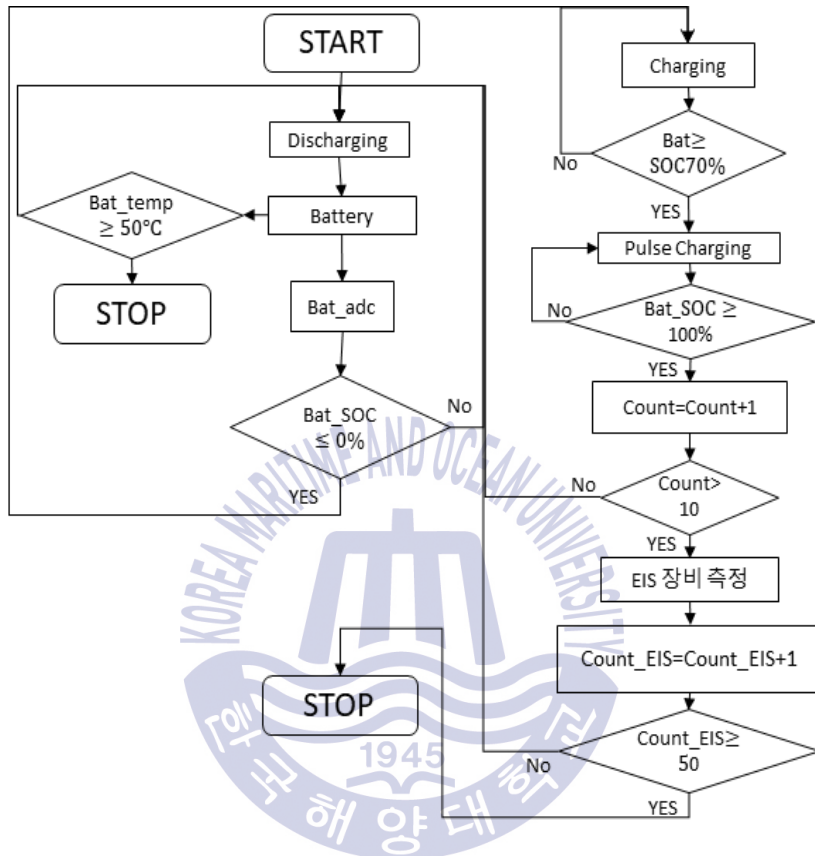 START
Discharging
Bat_temp
≥ 50℃
Battery
STOP
Bat_adc
Bat_SOC
≤ 0%
No
YES
Charging
Bat≥
SOC70%
No
YES
Pulse Charging
Bat_SOC ≥
100%
No
YES
Count=Count+1
Count>
10
No
YES
EIS 장비 측정
Count_EIS=Count_EIS+1
Count_EIS≥
50
No
YES
STOP
KOREA MARITIME AND OCEAN UNIVERSITY
1945
한국해양대학교